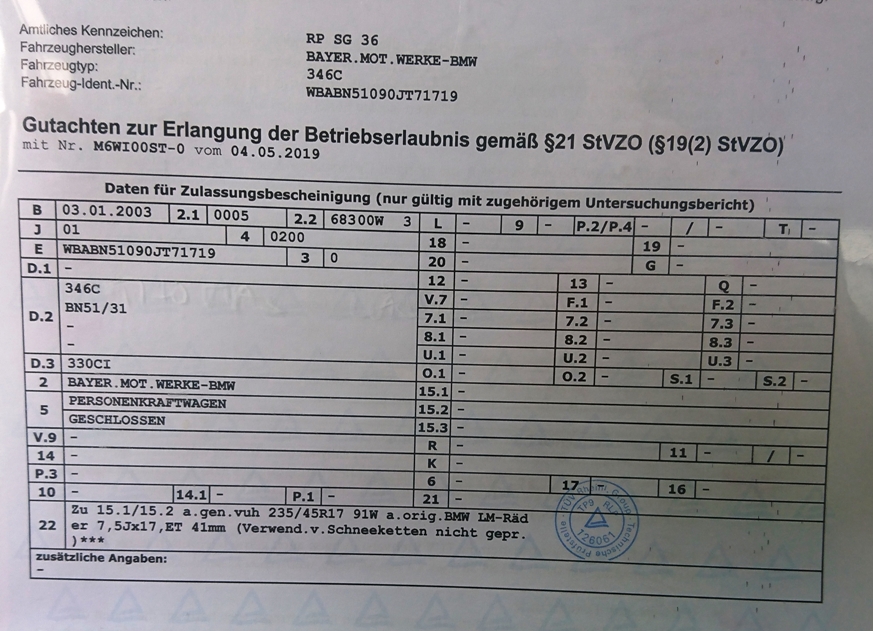 Amtliches Kennzeichen: RP SG 36
Fahrzeughersteller: BAYER.MOT.WERKE-BMW
Fahrzeugtyp: 346C
Fahrzeug-Ident.-Nr.: WBABN51090JT71719
Gutachten zur Erlangung der Betriebserlaubnis gemäß §21 StVZO (§19(2) StVZO)
mit Nr. M6WI00ST-0 vom 04.05.2019
Daten für Zulassungsbescheinigung (nur gültig mit zugehörigem Untersuchungsbericht)
B 03.01.2003 2.1 0005 2.2 68300W 3 L - 9 - P.2/P.4 - / - T -
J 01 4 0200 18 - 19 -
E WBABN51090JT71719 3 0 20 - G -
D.1 - 12 - 13 - Q -
D.2 346C V.7 - F.1 - F.2 -
BN51/31 7.1 - 7.2 - 7.3 -
- 8.1 - 8.2 - 8.3 -
- U.1 - U.2 - U.3 -
D.3 330CI O.1 - O.2 - S.1 - S.2 -
2 BAYER.MOT.WERKE-BMW 15.1 -
5 PERSONENKRAFTWAGEN 15.2 -
GESCHLOSSEN 15.3 -
V.9 - R - 11 - / -
14 - K -
P.3 - 6 - 17 - 16 -
10 - 14.1 - P.1 - 21 -
22 Zu 15.1/15.2 a.gen.vuh 235/45R17 91W a.orig.BMW LM-Räd
er 7,5Jx17,ET 41mm (Verwend.v.Schneeketten nicht gepr.
)***
zusätzliche Angaben:
-
Technische Prüfstelle